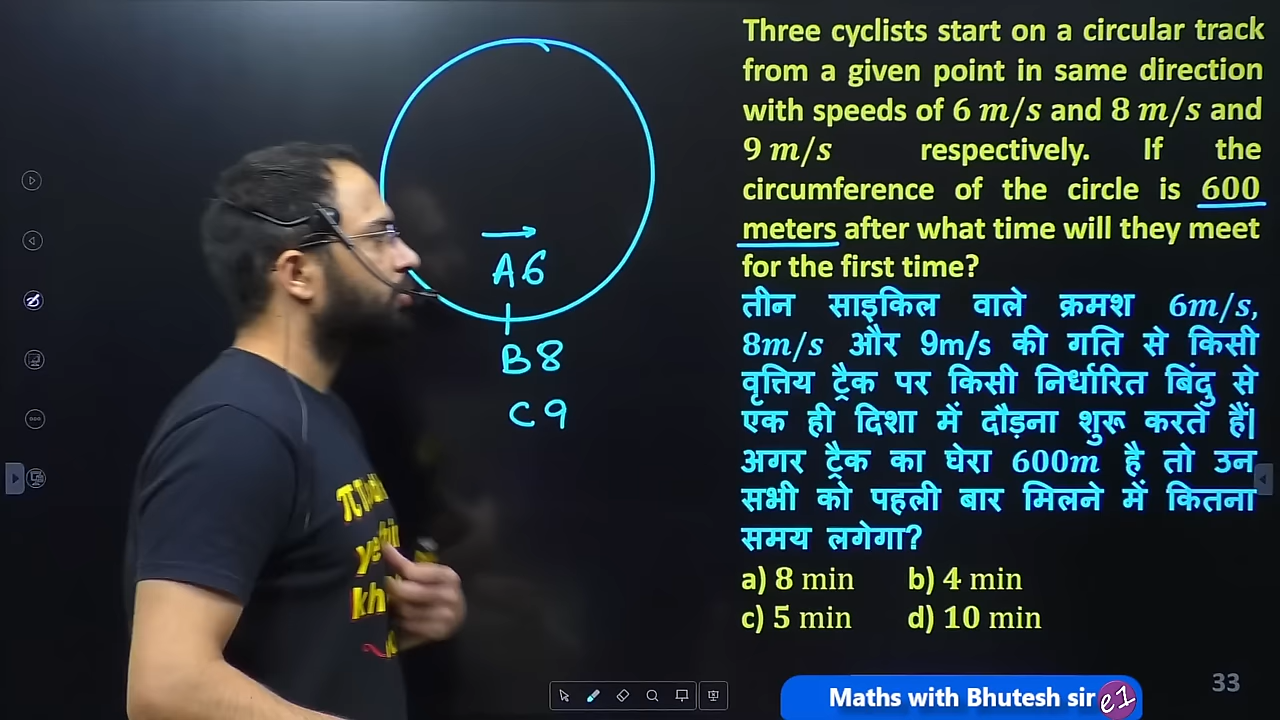 Three cyclists start on a circular track
from a given point in same direction
with speeds of 6 m/s and 8 m/s and
9 m/s respectively. If the
circumference of the circle is 600
meters after what time will they meet
for the first time?
तीन साइकिल वाले क्रमश 6m/s,
8m/s और 9m/s की गति से किसी
वृत्तिय ट्रैक पर किसी निर्धारित बिंदु से
एक ही दिशा में दौड़ना शुरू करते हैं|
अगर ट्रैक का घेरा 600m है तो उन
सभी को पहली बार मिलने में कितना
समय लगेगा?
a) 8 min b) 4 min
c) 5 min d) 10 min
A6
B8
C9
33
Maths with Bhutesh sir e1